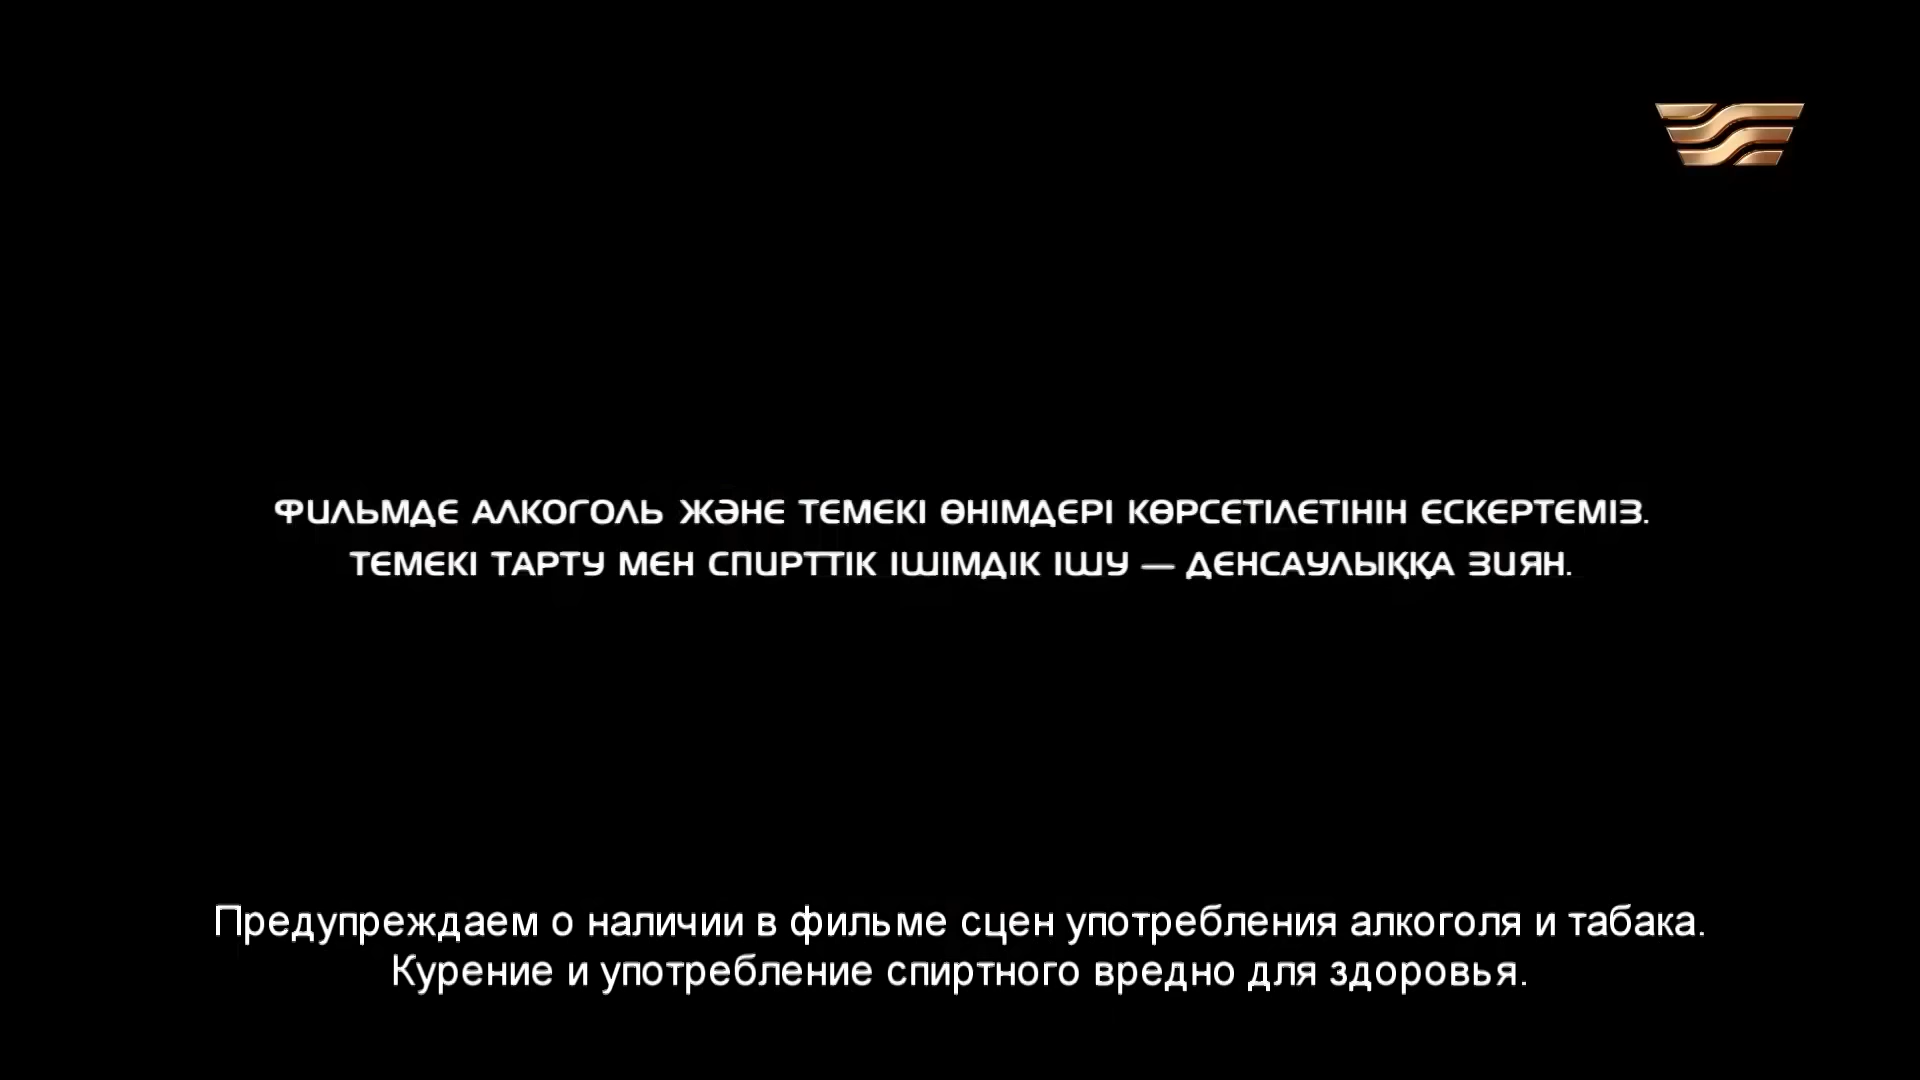 ФИЛЬМДЕ АЛКОГОЛЬ ЖӘНЕ ТЕМЕКІ ӨНІМДЕРІ КӨРСЕТІЛЕТІНІН ЕСКЕРТЕМІЗ.
ТЕМЕКІ ТАРТУ МЕН СПИРТТІК ІШІМДІК ІШУ — ДЕНСАУЛЫҚҚА ЗИЯН.
Предупреждаем о наличии в фильме сцен употребления алкоголя и табака.
Курение и употребление спиртного вредно для здоровья.